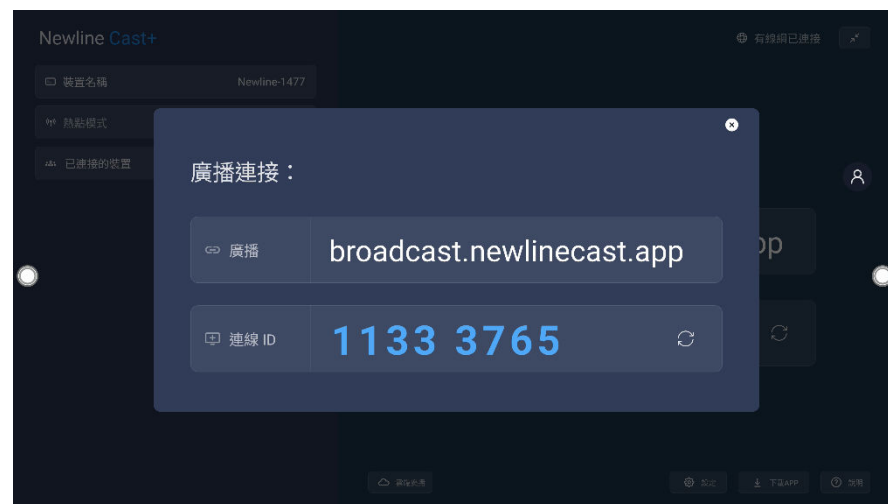 Newline Cast+
有線網已連接
裝置名稱
Newline-1477
熱點模式
已連接的裝置
廣播連接：
廣播
broadcast.newlinecast.app
連線 ID
1133 3765
設定
下載APP
說明